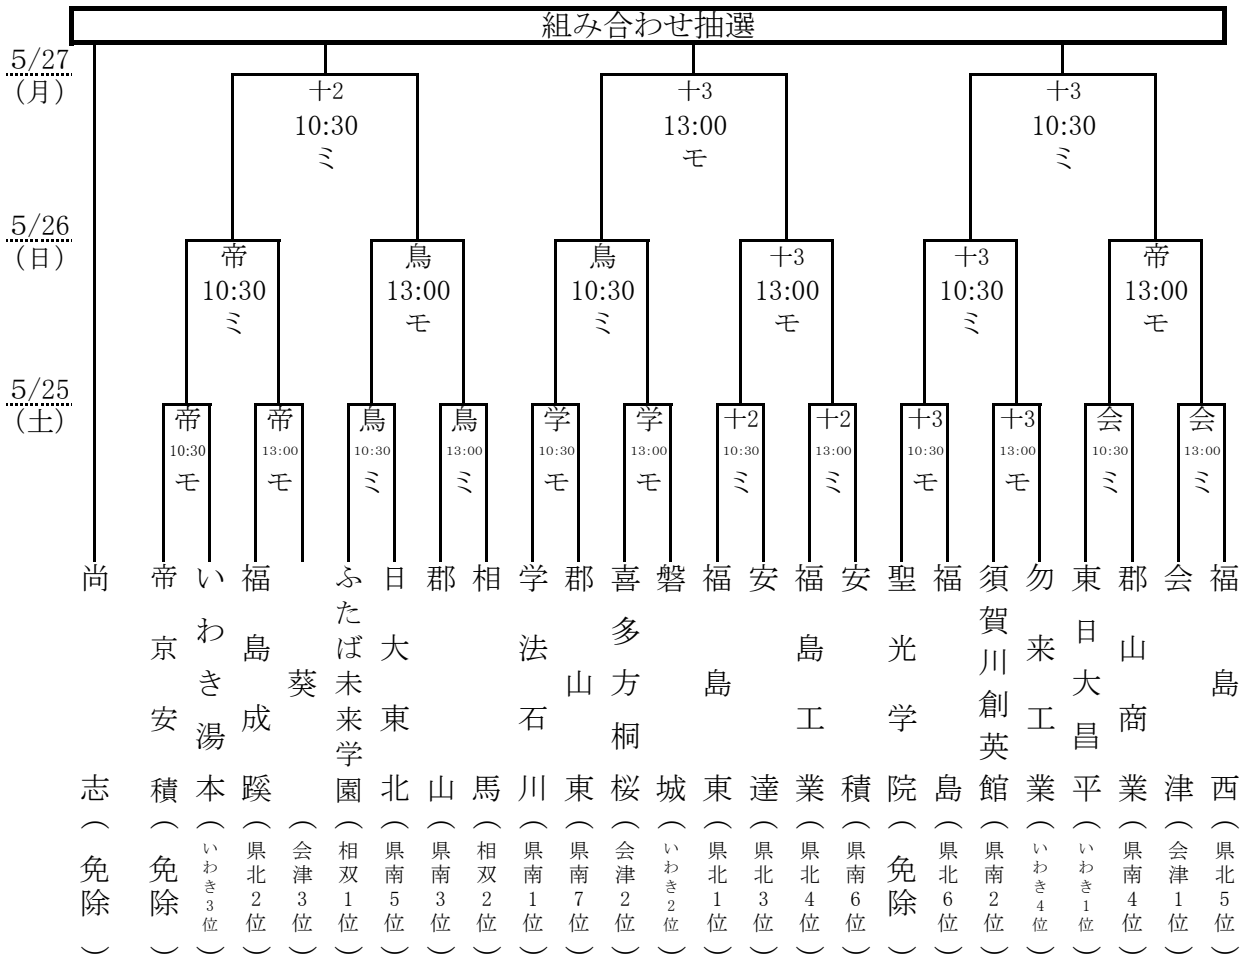 組み合わせ抽選
5/27
(月)
十2
10:30
ミ
十3
13:00
モ
十3
10:30
ミ
5/26
(日)
帝
10:30
ミ
鳥
13:00
モ
鳥
10:30
ミ
十3
13:00
モ
十3
10:30
ミ
帝
13:00
モ
5/25
(土)
帝
10:30
モ
帝
13:00
モ
鳥
10:30
ミ
鳥
13:00
ミ
学
10:30
モ
学
13:00
モ
十2
10:30
ミ
十2
13:00
ミ
十3
10:30
モ
十3
13:00
モ
会
10:30
ミ
会
13:00
ミ
尚志(免除)
帝京安積(免除)
いわき湯本(いわき3位)
福島成蹊(県北2位)
葵(会津3位)
ふたば未来学園(相双1位)
日大東北(県南5位)
郡山(県南3位)
相馬(相双2位)
学法石川(県南1位)
郡山東(県南7位)
喜多方桐桜(会津2位)
磐城(いわき2位)
福島東(県北1位)
安達(県北3位)
福島工業(県北4位)
安積(県南6位)
聖光学院(免除)
福島(県北6位)
須賀川創英館(県南2位)
勿来工業(いわき4位)
東日大昌平(いわき1位)
郡山商業(県南4位)
会津(会津1位)
福島西(県北5位)